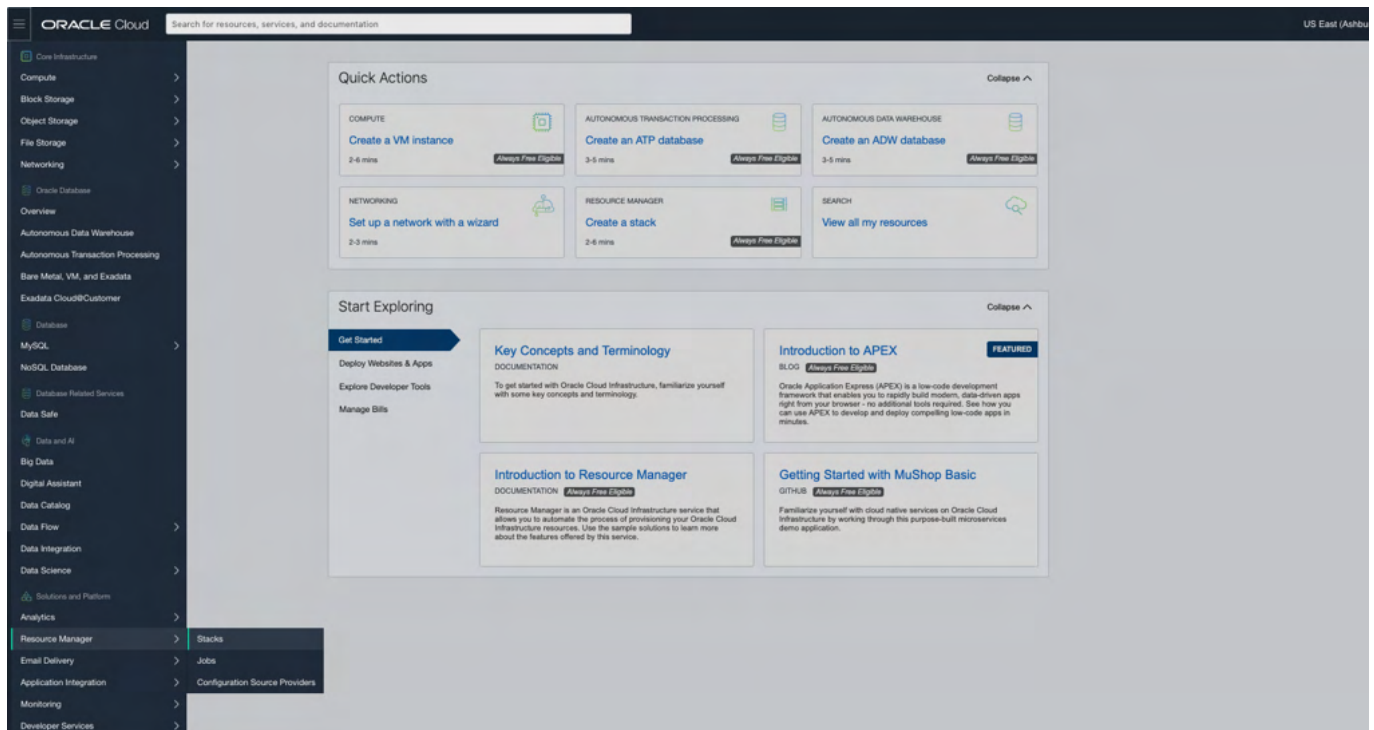 ORACLE Cloud
Search for resources, services, and documentation
US East (Ashbu
Core Infrastructure
Compute
Block Storage
Object Storage
File Storage
Networking
Oracle Database
Overview
Autonomous Data Warehouse
Autonomous Transaction Processing
Bare Metal, VM, and Exadata
Exadata Cloud@Customer
Database
MySQL
NoSQL Database
Database Related Services
Data Safe
Data and AI
Big Data
Digital Assistant
Data Catalog
Data Flow
Data Integration
Data Science
Solutions and Platform
Analytics
Resource Manager
Email Delivery
Application Integration
Monitoring
Developer Services
Stacks
Jobs
Configuration Source Providers
Quick Actions
Collapse
COMPUTE
Create a VM instance
2-6 mins
Always Free Eligible
AUTONOMOUS TRANSACTION PROCESSING
Create an ATP database
3-5 mins
Always Free Eligible
AUTONOMOUS DATA WAREHOUSE
Create an ADW database
3-5 mins
Always Free Eligible
NETWORKING
Set up a network with a wizard
2-3 mins
RESOURCE MANAGER
Create a stack
2-6 mins
Always Free Eligible
SEARCH
View all my resources
Start Exploring
Collapse
Get Started
Deploy Websites & Apps
Explore Developer Tools
Manage Bills
Key Concepts and Terminology
DOCUMENTATION
To get started with Oracle Cloud Infrastructure, familiarize yourself
with some key concepts and terminology.
Introduction to APEX
FEATURED
BLOG Always Free Eligible
Oracle Application Express (APEX) is a low-code development
framework that enables you to rapidly build modern, data-driven apps
right from your browser - no additional tools required. See how you
can use APEX to develop and deploy compelling low-code apps in
minutes.
Introduction to Resource Manager
DOCUMENTATION Always Free Eligible
Resource Manager is an Oracle Cloud Infrastructure service that
allows you to automate the process of provisioning your Oracle Cloud
Infrastructure resources. Use the sample solutions to learn more
about the features offered by this service.
Getting Started with MuShop Basic
GITHUB Always Free Eligible
Familiarize yourself with cloud native services on Oracle Cloud
Infrastructure by working through this purpose-built microservices
demo application.